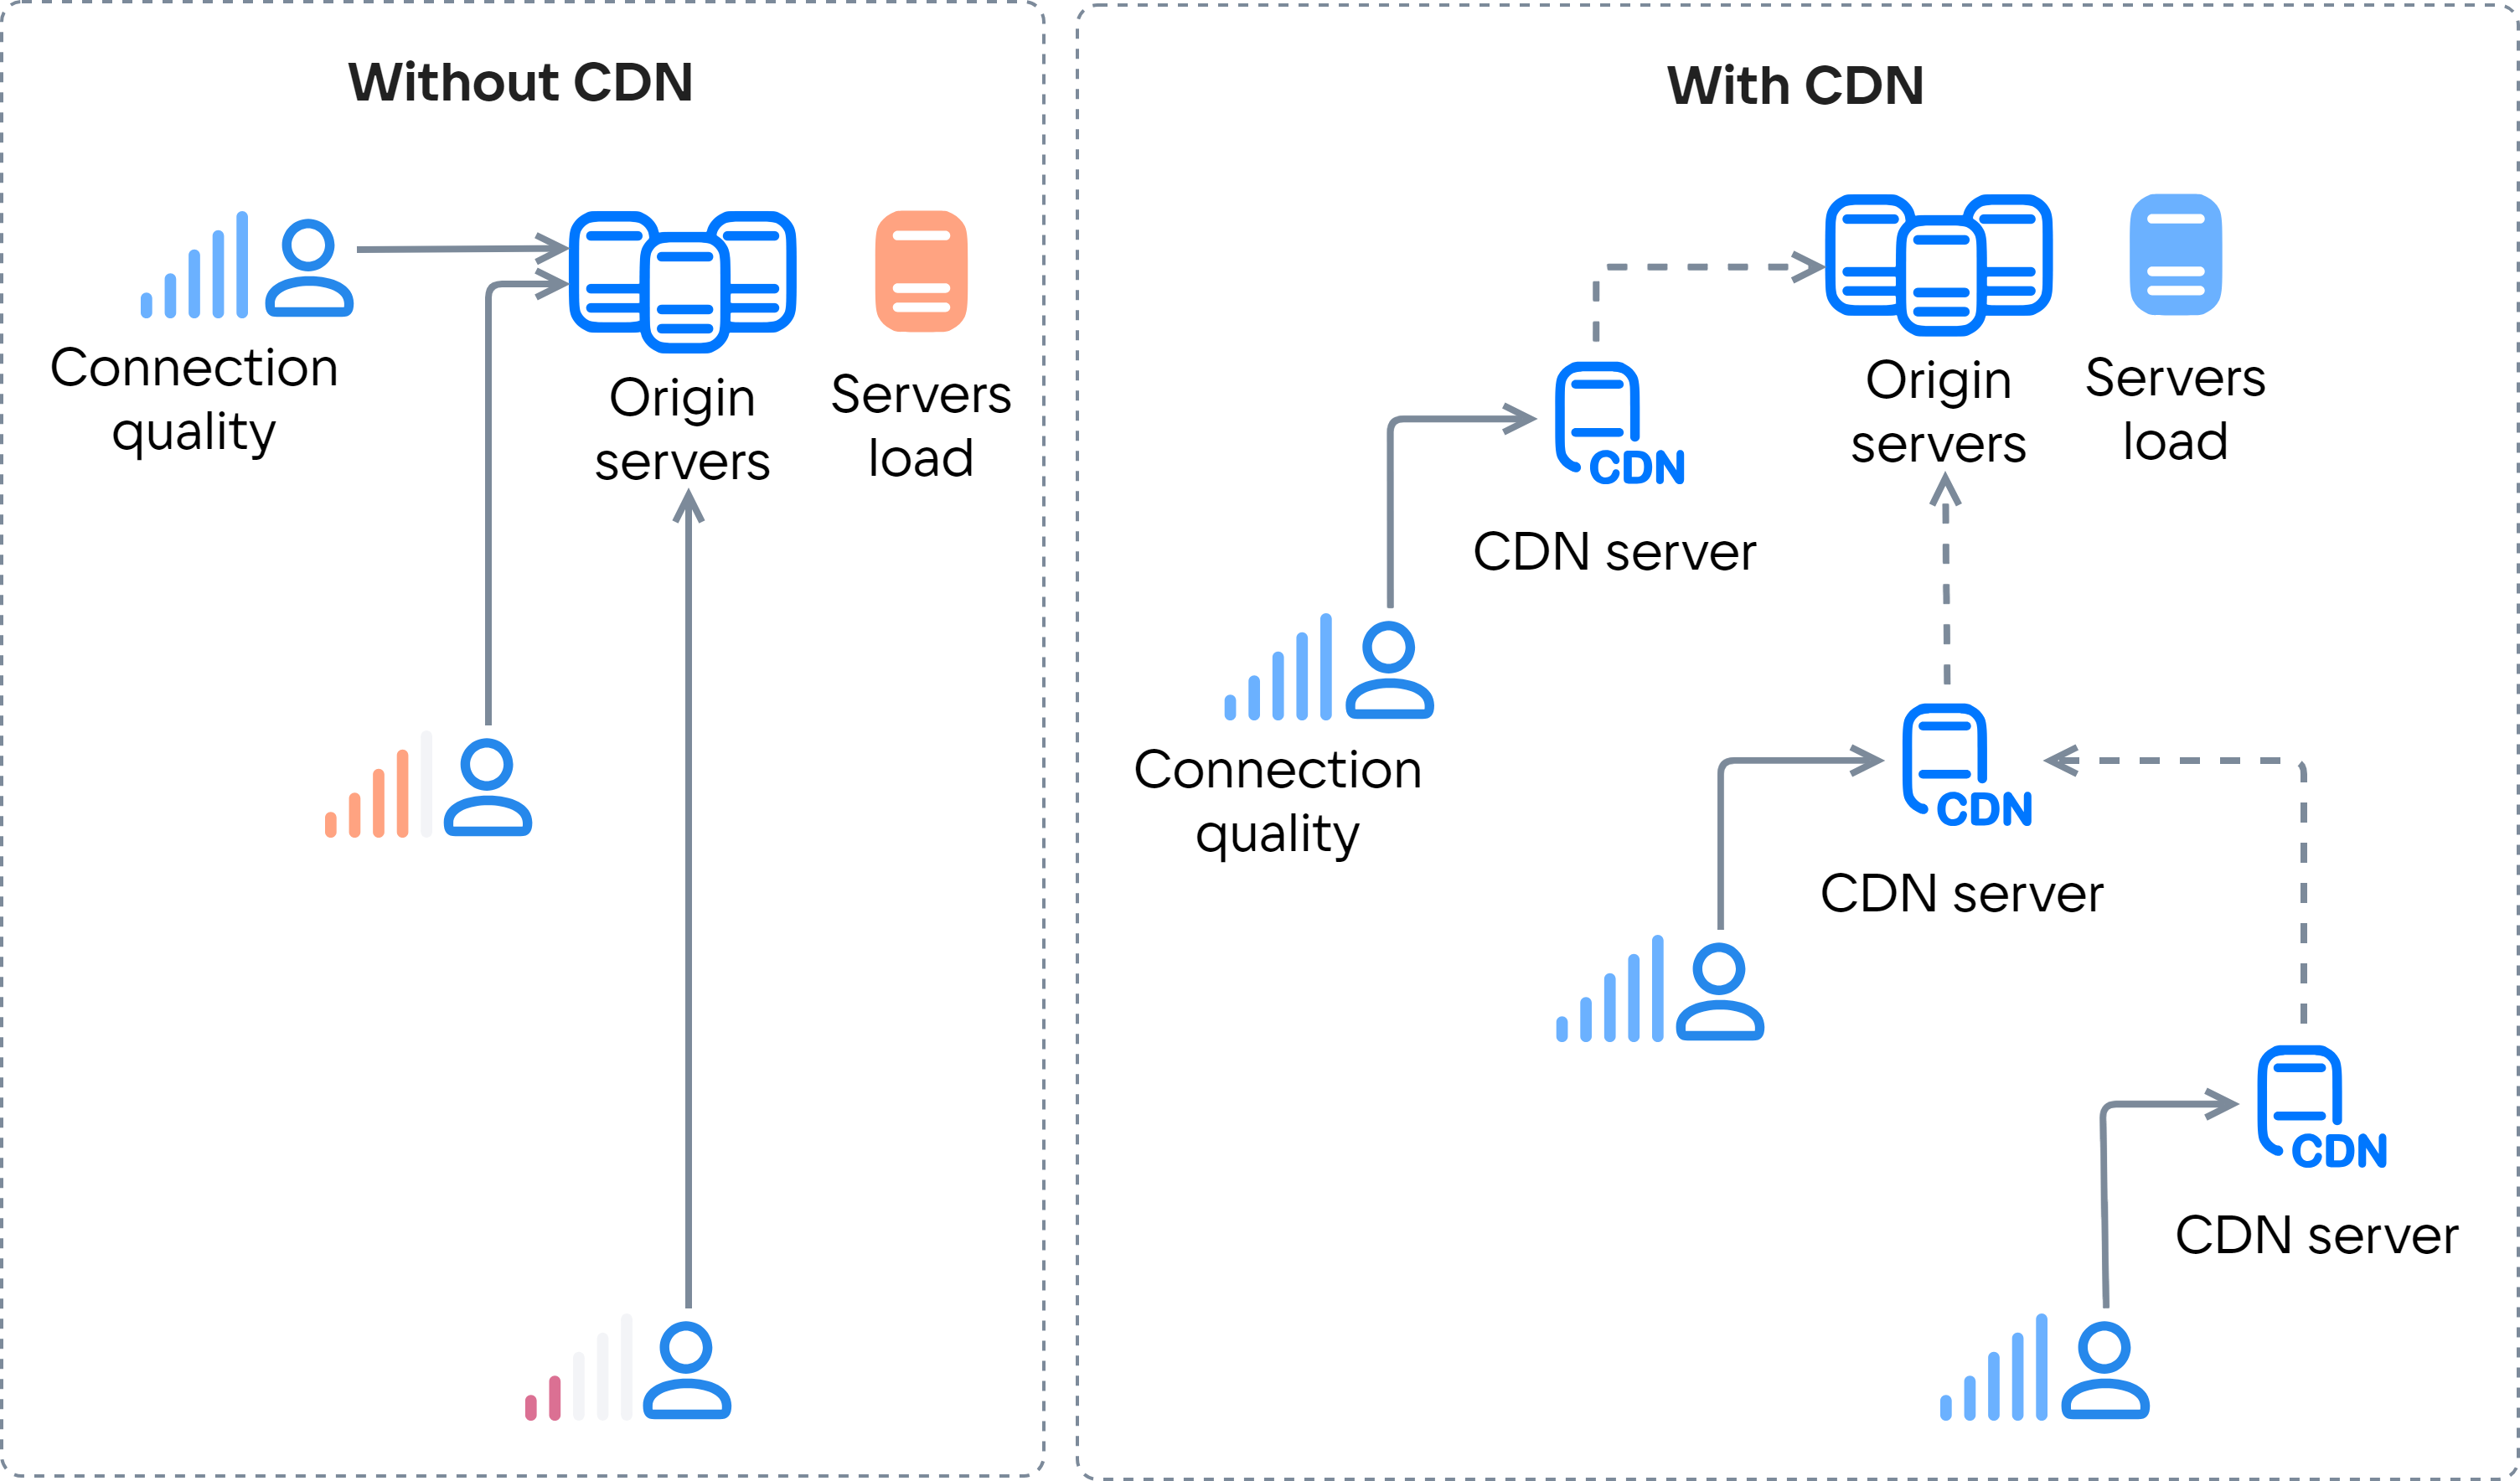 Without CDN
Connection
quality
Origin
servers
Servers
load
With CDN
Origin
servers
Servers
load
CDN
CDN server
Connection
quality
CDN
CDN server
CDN
CDN server